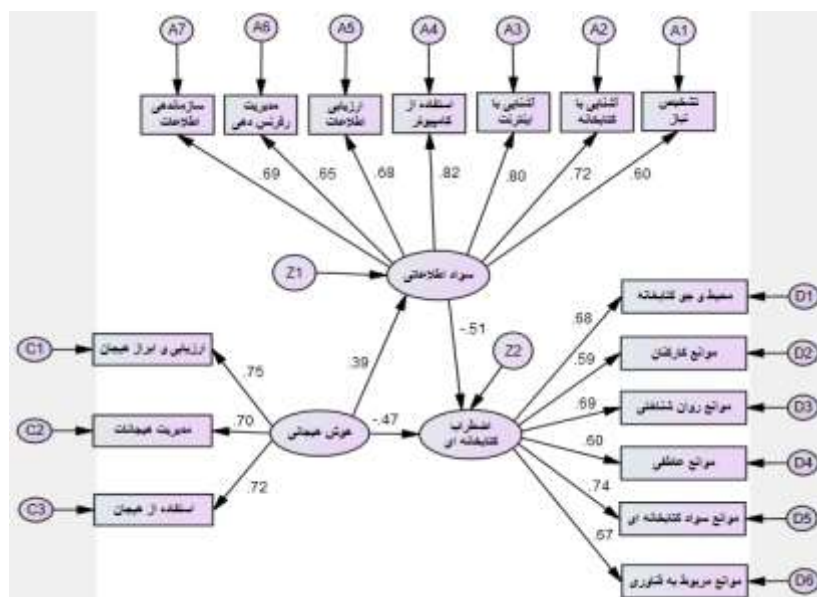 A7 A6 A5 A4 A3 A2 A1
سازماندهی اطلاعات
مدیریت رفرنس دهی
ارزیابی اطلاعات
استفاده از کامپیوتر
آشنایی با اینترنت
آشنایی با کتابخانه
تشخیص نیاز
.69 .65 .68 .82 .80 .72 .60
Z1
سواد اطلاعاتی
محیط و جو کتابخانه
D1
-.51
.68
C1
ارزیابی و ابراز هیجان
.39
Z2
.59
موانع کارکنان
D2
.75
.69
موانع روان شناختی
D3
C2
مدیریت هیجانات
.70
هوش هیجانی
-.47
اضطراب
کتابخانه ای
.60
موانع عاطفی
D4
.72
.74
C3
استفاده از هیجان
موانع سواد کتابخانه ای
D5
.67
موانع مربوط به فناوری
D6